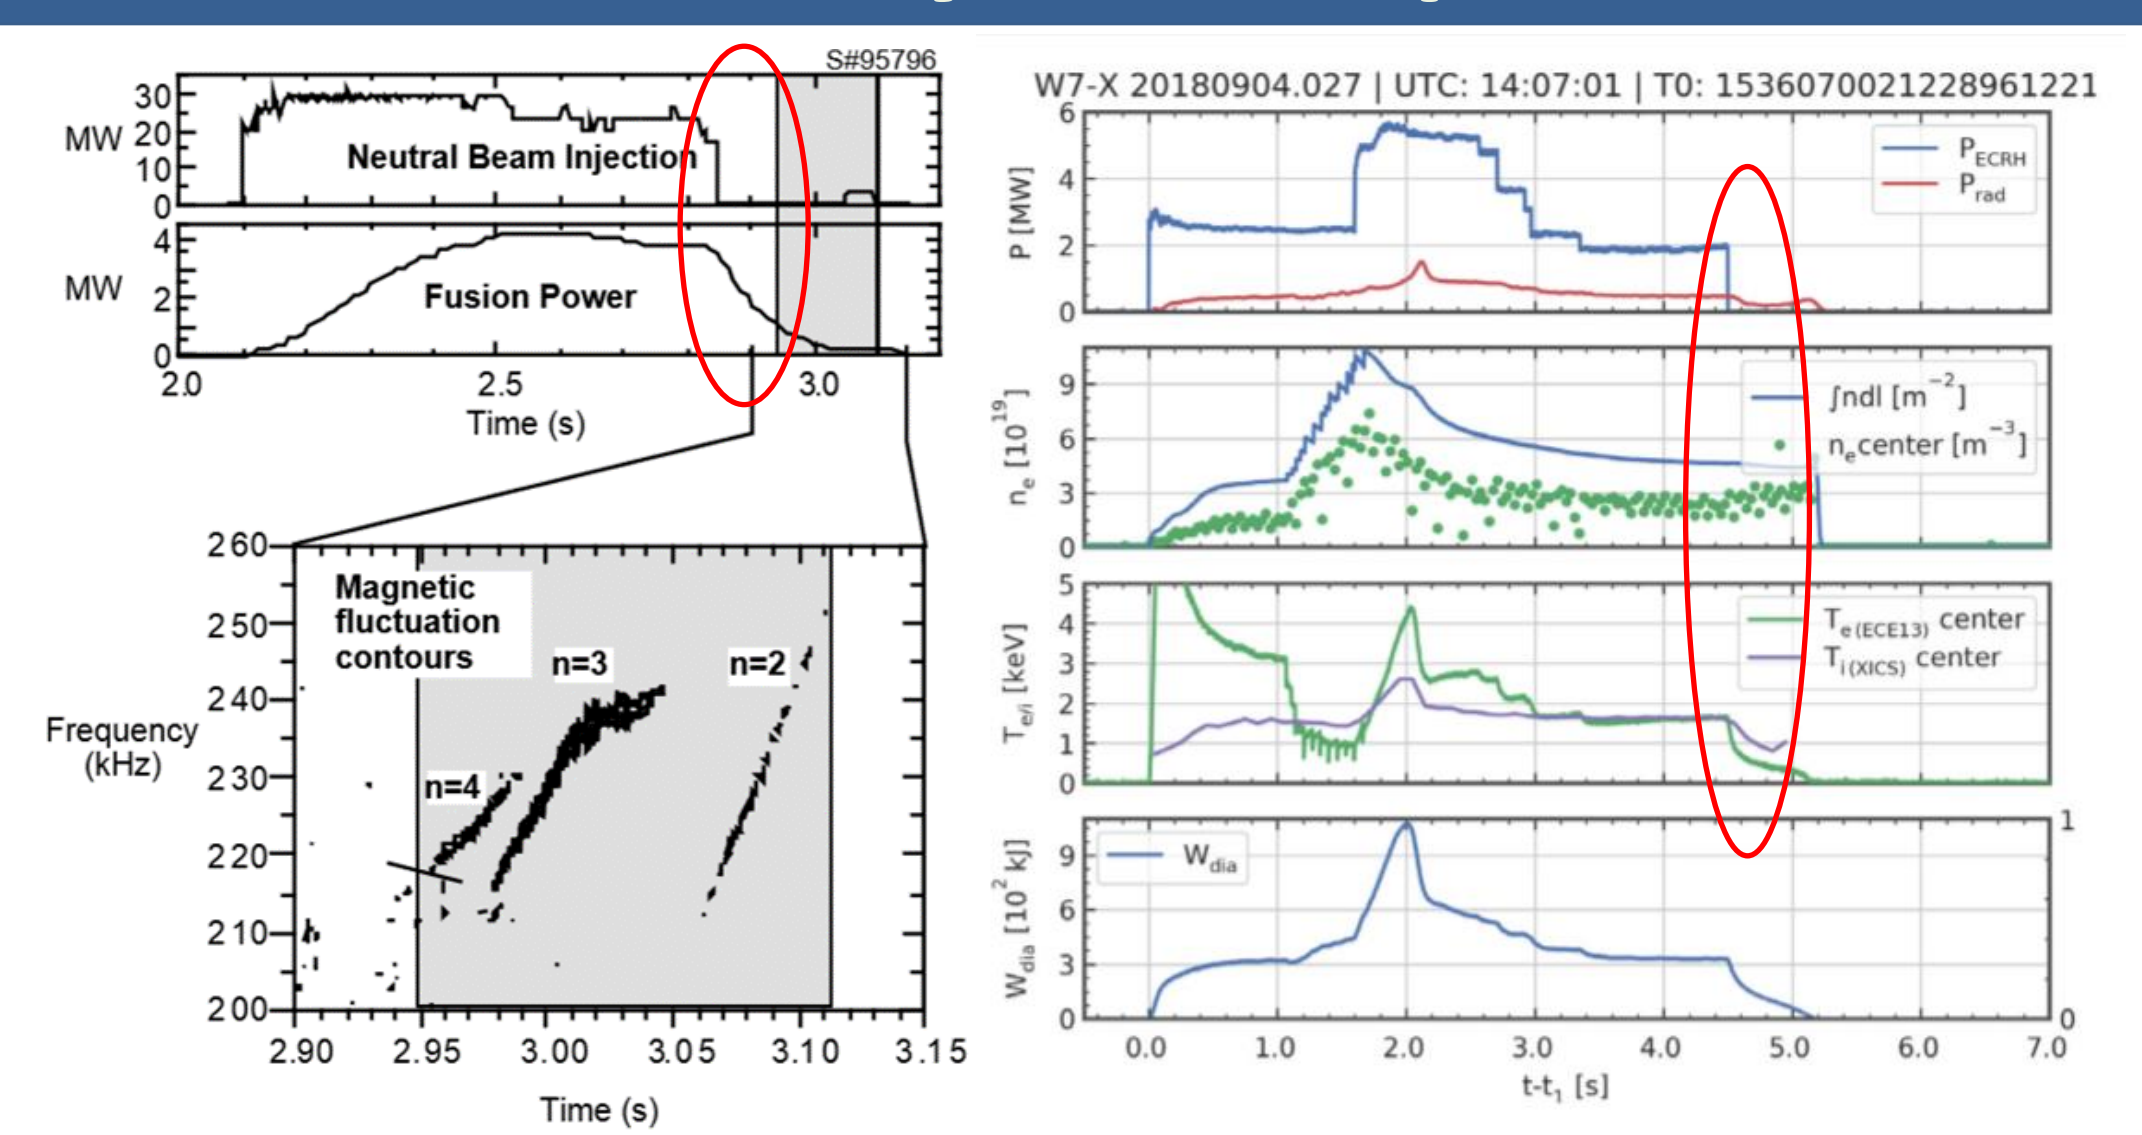 S#95796
30
MW 20
10
0
Neutral Beam Injection
4
MW
2
0
Fusion Power
2.0 2.5 3.0
Time (s)
260
250
240
Frequency
(kHz)
230
220
210
200
Magnetic
fluctuation
contours
n=4
n=3
n=2
2.90 2.95 3.00 3.05 3.10 3.15
Time (s)
W7-X 20180904.027 | UTC: 14:07:01 | T0: 1536070021228961221
6
4
2
0
P [MW]
P_ECRH
P_rad
9
6
3
0
n_e [10^19]
∫ndl [m^−2]
n_e center [m^−3]
5
4
3
2
1
0
T_e/i [keV]
T_e (ECE13) center
T_i (XICS) center
9
6
3
0
W_dia [10^2 kJ]
W_dia
1
0
0.0 1.0 2.0 3.0 4.0 5.0 6.0 7.0
t-t_1 [s]